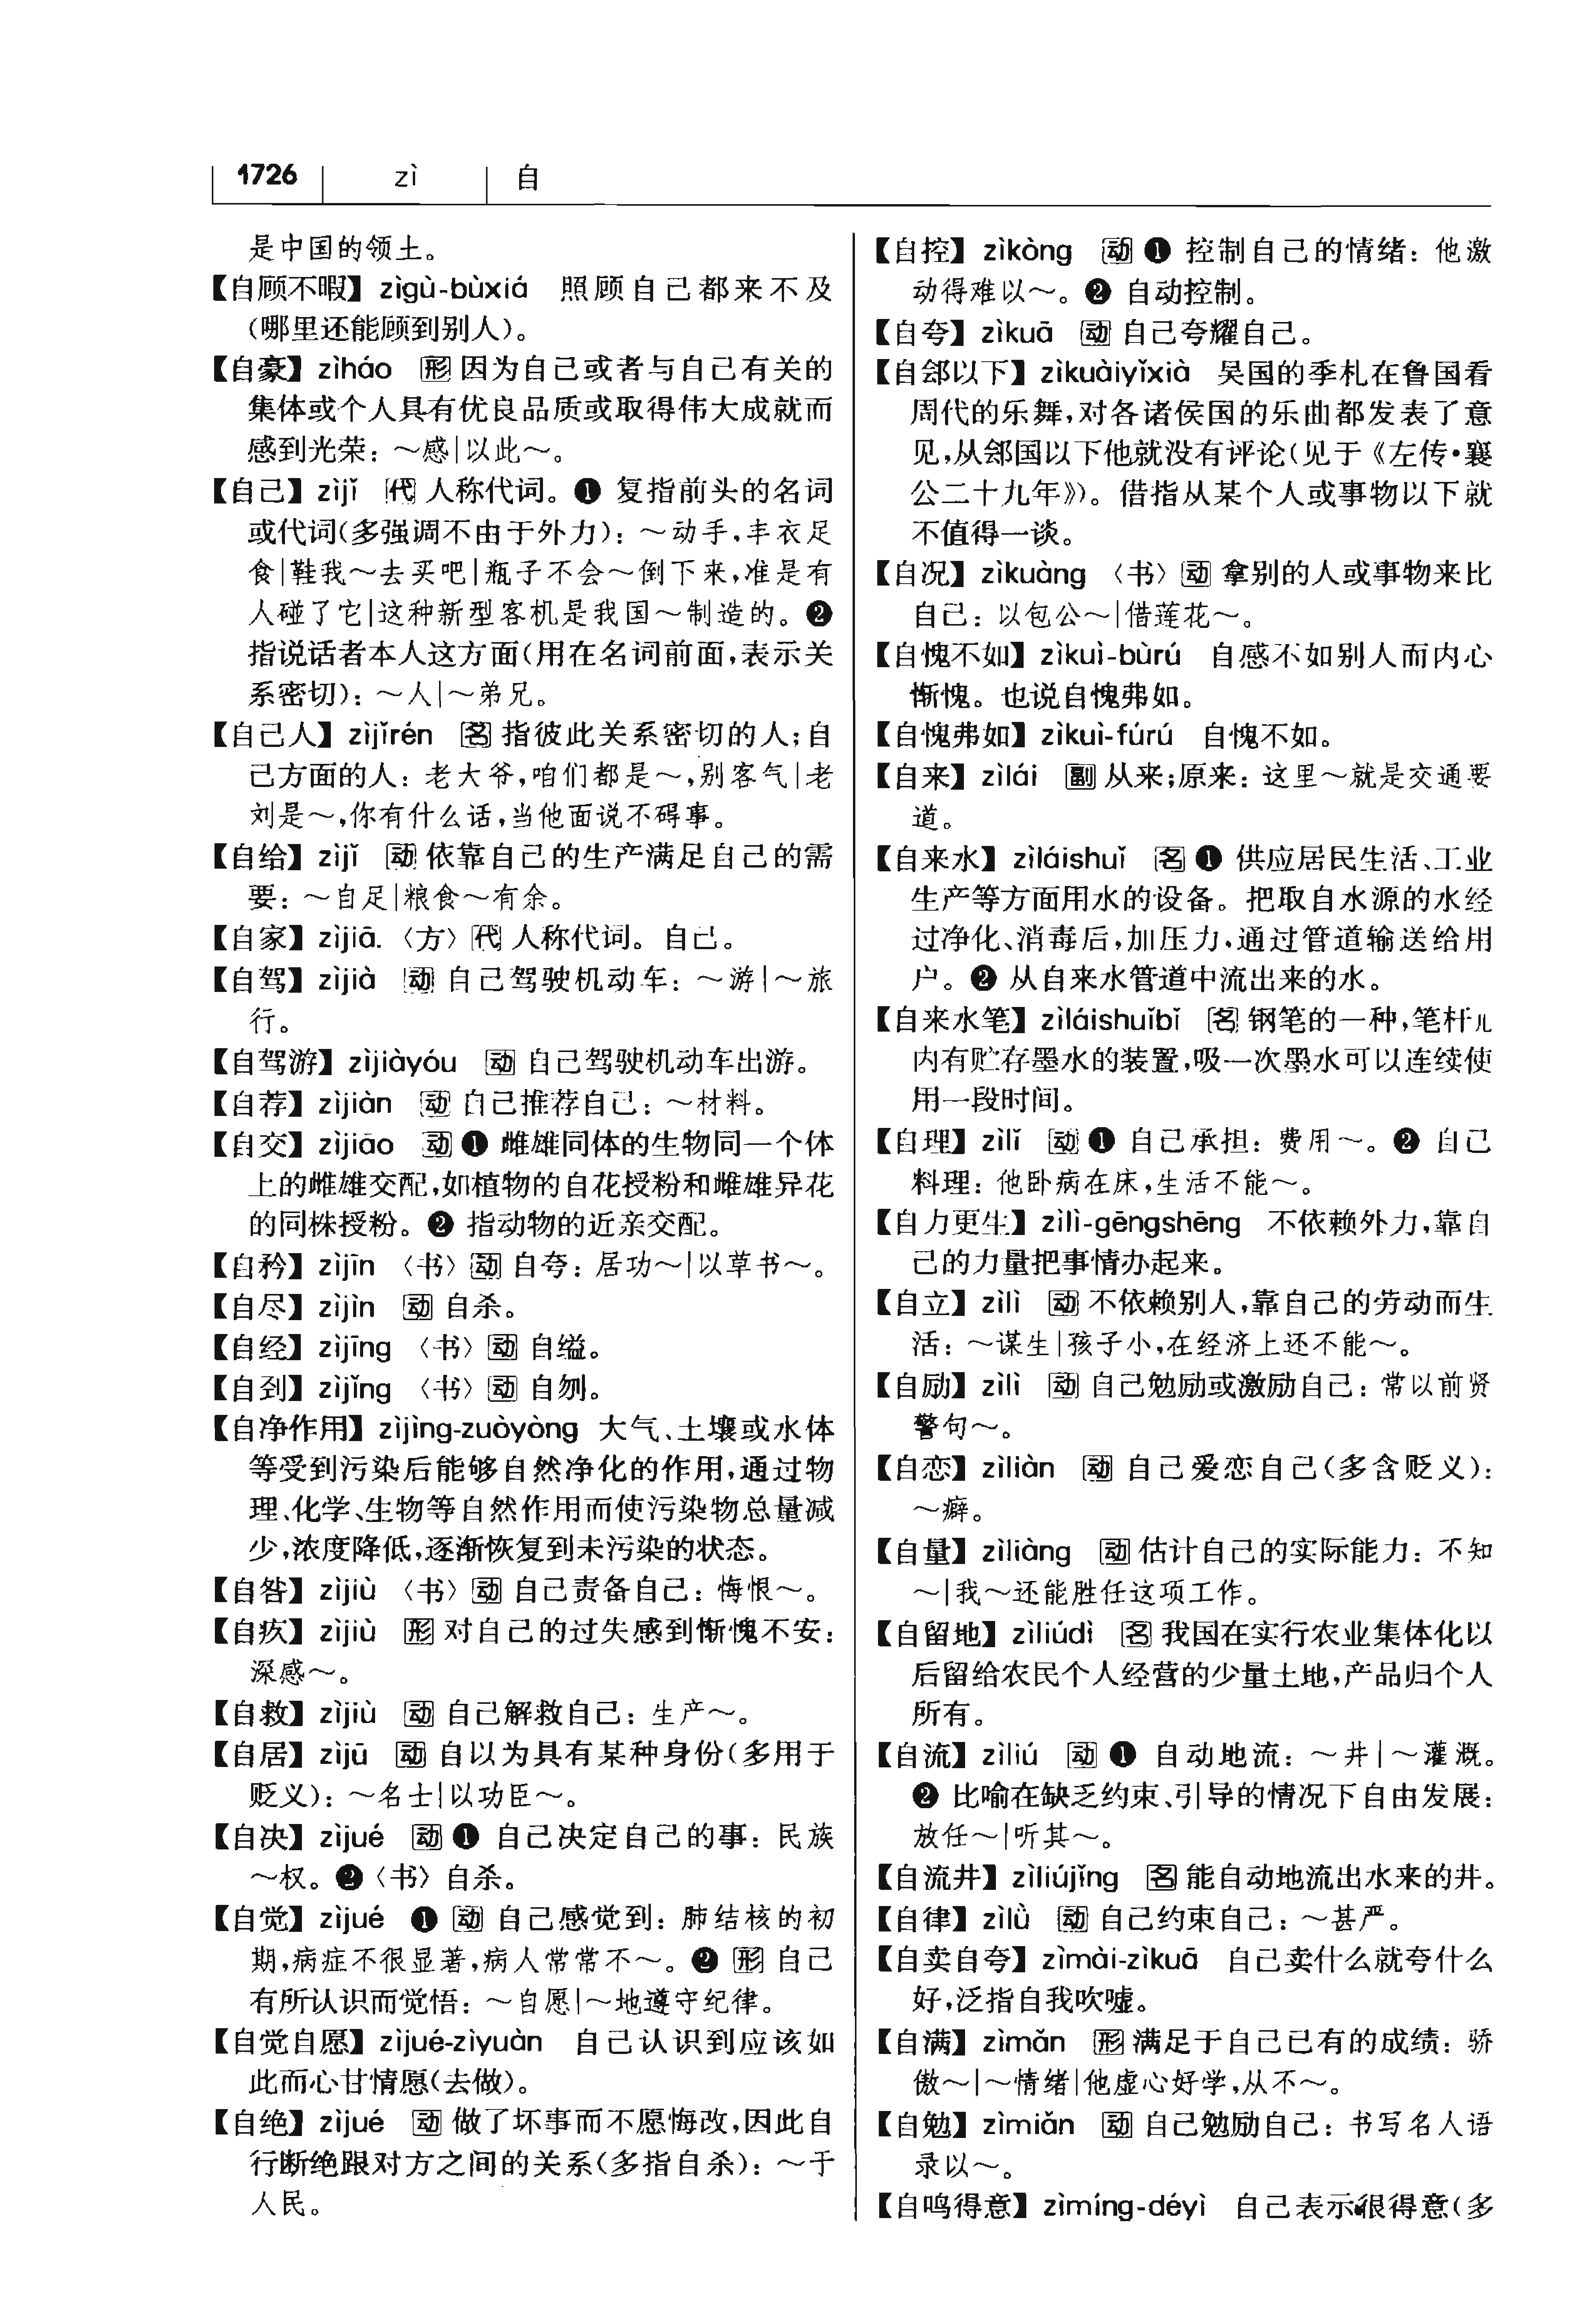 1726 zì 自
是中国的领土。
【自顾不暇】 zìgù-bùxiá 照顾自己都来不及
(哪里还能顾到别人)。
【自豪】 zìháo 形 因为自己或者与自己有关的
集体或个人具有优良品质或取得伟大成就而
感到光荣：～感|以此～。
【自己】 zìjǐ 代 人称代词。❶ 复指前头的名词
或代词(多强调不由于外力)：～动手,丰衣足
食|鞋我～去买吧|瓶子不会～倒下来,准是有
人碰了它|这种新型客机是我国～制造的。❷
指说话者本人这方面(用在名词前面,表示关
系密切)：～人|～弟兄。
【自己人】 zìjǐrén 名 指彼此关系密切的人;自
己方面的人：老大爷,咱们都是～,别客气|老
刘是～,你有什么话,当他面说不碍事。
【自给】 zìjǐ 动 依靠自己的生产满足自己的需
要：～自足|粮食～有余。
【自家】 zìjiā. 〈方〉 代 人称代词。自己。
【自驾】 zìjià 动 自己驾驶机动车：～游|～旅
行。
【自驾游】 zìjiàyóu 动 自己驾驶机动车出游。
【自荐】 zìjiàn 动 自己推荐自己：～材料。
【自交】 zìjiāo 动 ❶ 雌雄同体的生物同一个体
上的雌雄交配,如植物的自花授粉和雌雄异花
的同株授粉。❷ 指动物的近亲交配。
【自矜】 zìjīn 〈书〉 动 自夸：居功～|以草书～。
【自尽】 zìjìn 动 自杀。
【自经】 zìjīng 〈书〉 动 自缢。
【自刭】 zìjǐng 〈书〉 动 自刎。
【自净作用】 zìjìng-zuòyòng 大气、土壤或水体
等受到污染后能够自然净化的作用,通过物
理、化学、生物等自然作用而使污染物总量减
少,浓度降低,逐渐恢复到未污染的状态。
【自咎】 zìjiù 〈书〉 动 自己责备自己：悔恨～。
【自疚】 zìjiù 形 对自己的过失感到惭愧不安：
深感～。
【自救】 zìjiù 动 自己解救自己：生产～。
【自居】 zìjū 动 自以为具有某种身份(多用于
贬义)：～名士|以功臣～。
【自决】 zìjué 动 ❶ 自己决定自己的事：民族
～权。❷〈书〉自杀。
【自觉】 zìjué ❶ 动 自己感觉到：肺结核的初
期,病症不很显著,病人常常不～。❷ 形 自己
有所认识而觉悟：～自愿|～地遵守纪律。
【自觉自愿】 zìjué-zìyuàn 自己认识到应该如
此而心甘情愿(去做)。
【自绝】 zìjué 动 做了坏事而不愿悔改,因此自
行断绝跟对方之间的关系(多指自杀)：～于
人民。
【自控】 zìkòng 动 ❶ 控制自己的情绪：他激
动得难以～。❷ 自动控制。
【自夸】 zìkuā 动 自己夸耀自己。
【自郐以下】 zìkuàiyǐxià 吴国的季札在鲁国看
周代的乐舞,对各诸侯国的乐曲都发表了意
见,从郐国以下他就没有评论(见于《左传·襄
公二十九年》)。借指从某个人或事物以下就
不值得一谈。
【自况】 zìkuàng 〈书〉 动 拿别的人或事物来比
自己：以包公～|借莲花～。
【自愧不如】 zìkuì-bùrú 自感不如别人而内心
惭愧。也说自愧弗如。
【自愧弗如】 zìkuì-fúrú 自愧不如。
【自来】 zìlái 副 从来;原来：这里～就是交通要
道。
【自来水】 zìláishuǐ 名 ❶ 供应居民生活、工业
生产等方面用水的设备。把取自水源的水经
过净化、消毒后,加压力,通过管道输送给用
户。❷ 从自来水管道中流出来的水。
【自来水笔】 zìláishuǐbǐ 名 钢笔的一种,笔杆儿
内有贮存墨水的装置,吸一次墨水可以连续使
用一段时间。
【自理】 zìlǐ 动 ❶ 自己承担：费用～。❷ 自己
料理：他卧病在床,生活不能～。
【自力更生】 zìlì-gēngshēng 不依赖外力,靠自
己的力量把事情办起来。
【自立】 zìlì 动 不依赖别人,靠自己的劳动而生
活：～谋生|孩子小,在经济上还不能～。
【自励】 zìlì 动 自己勉励或激励自己：常以前贤
警句～。
【自恋】 zìliàn 动 自己爱恋自己(多含贬义)：
～癖。
【自量】 zìliàng 动 估计自己的实际能力：不知
～|我～还能胜任这项工作。
【自留地】 zìliúdì 名 我国在实行农业集体化以
后留给农民个人经营的少量土地,产品归个人
所有。
【自流】 zìliú 动 ❶ 自动地流：～井|～灌溉。
❷ 比喻在缺乏约束、引导的情况下自由发展：
放任～|听其～。
【自流井】 zìliújǐng 名 能自动地流出水来的井。
【自律】 zìlǜ 动 自己约束自己：～甚严。
【自卖自夸】 zìmài-zìkuā 自己卖什么就夸什么
好,泛指自我吹嘘。
【自满】 zìmǎn 形 满足于自己已有的成绩：骄
傲～|～情绪|他虚心好学,从不～。
【自勉】 zìmiǎn 动 自己勉励自己：书写名人语
录以～。
【自鸣得意】 zìmíng-déyì 自己表示很得意(多